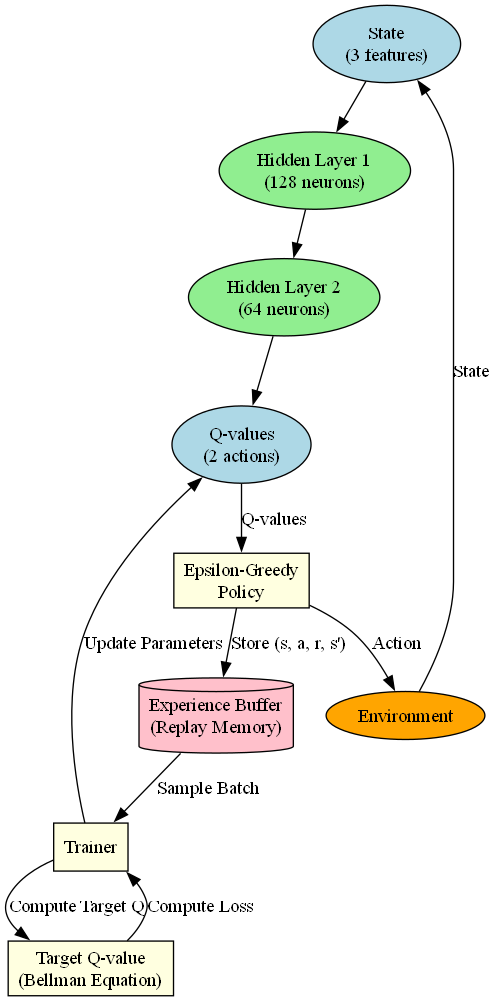 State
(3 features)
Hidden Layer 1
(128 neurons)
Hidden Layer 2
(64 neurons)
State
Q-values
(2 actions)
Q-values
Epsilon-Greedy
Policy
Update Parameters
Store (s, a, r, s')
Action
Experience Buffer
(Replay Memory)
Environment
Sample Batch
Trainer
Compute Target Q
Compute Loss
Target Q-value
(Bellman Equation)